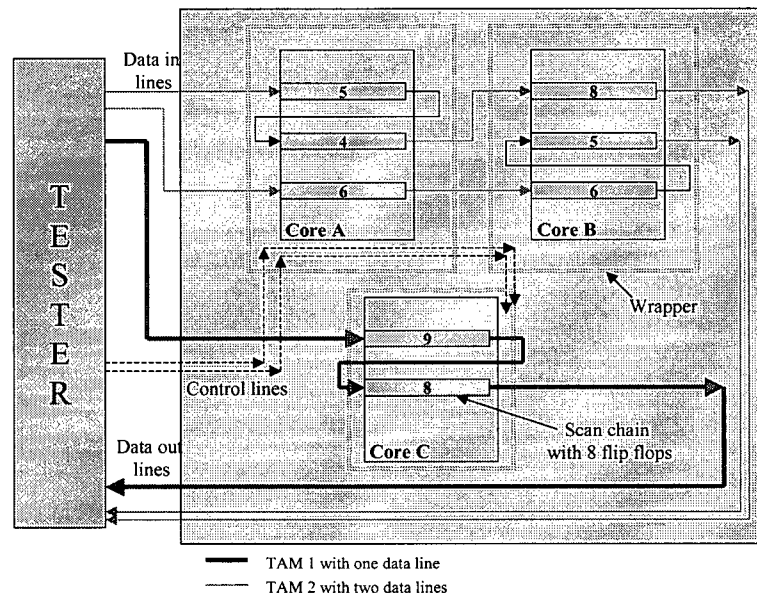 Data in
lines
TESTER
5
4
6
Core A
8
5
6
Core B
Wrapper
9
8
Core C
Control lines
Scan chain
with 8 flip flops
Data out
lines
TAM 1 with one data line
TAM 2 with two data lines